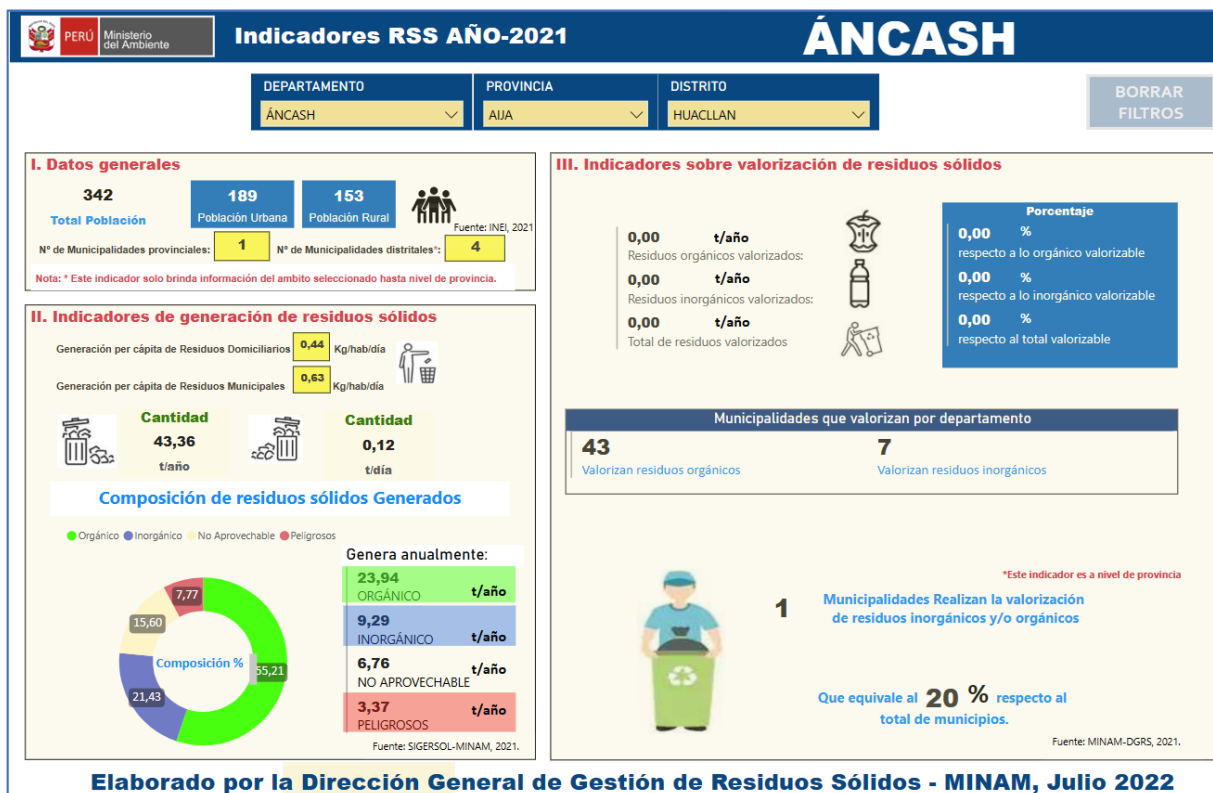 PERÚ
Ministerio
del Ambiente
Indicadores RSS AÑO-2021
ÁNCASH
DEPARTAMENTO
PROVINCIA
DISTRITO
ÁNCASH
AIJA
HUACLLAN
BORRAR
FILTROS
I. Datos generales
342
Total Población
189
Población Urbana
153
Población Rural
Fuente: INEI, 2021
Nº de Municipalidades provinciales: 1
Nº de Municipalidades distritales*: 4
Nota: * Este indicador solo brinda información del ambito seleccionado hasta nivel de provincia.
II. Indicadores de generación de residuos sólidos
Generación per cápita de Residuos Domiciliarios 0,44 Kg/hab/día
Generación per cápita de Residuos Municipales 0,63 Kg/hab/día
Cantidad
43,36
t/año
Cantidad
0,12
t/día
Composición de residuos sólidos Generados
Orgánico Inorgánico No Aprovechable Peligrosos
7,77
15,60
Composición %
55,21
21,43
Genera anualmente:
23,94
ORGÁNICO t/año
9,29
INORGÁNICO t/año
6,76 t/año
NO APROVECHABLE
3,37 t/año
PELIGROSOS
Fuente: SIGERSOL-MINAM, 2021.
III. Indicadores sobre valorización de residuos sólidos
0,00 t/año
Residuos orgánicos valorizados:
0,00 t/año
Residuos inorgánicos valorizados:
0,00 t/año
Total de residuos valorizados
Porcentaje
0,00 %
respecto a lo orgánico valorizable
0,00 %
respecto a lo inorgánico valorizable
0,00 %
respecto al total valorizable
Municipalidades que valorizan por departamento
43
Valorizan residuos orgánicos
7
Valorizan residuos inorgánicos
*Este indicador es a nivel de provincia
1
Municipalidades Realizan la valorización
de residuos inorgánicos y/o orgánicos
Que equivale al 20 % respecto al
total de municipios.
Fuente: MINAM-DGRS, 2021.
Elaborado por la Dirección General de Gestión de Residuos Sólidos - MINAM, Julio 2022